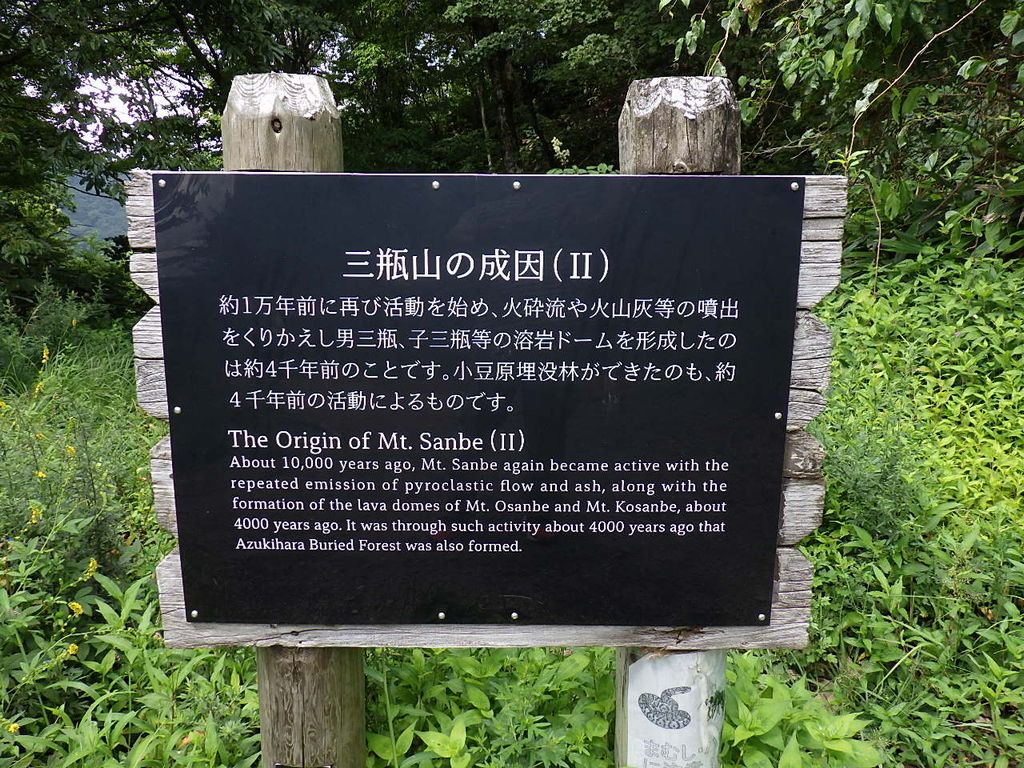 三瓶山の成因(II)
約1万年前に再び活動を始め、火砕流や火山灰等の噴出
をくりかえし男三瓶、子三瓶等の溶岩ドームを形成したの
は約4千年前のことです。小豆原埋没林ができたのも、約
4千年前の活動によるものです。
The Origin of Mt. Sanbe (II)
About 10,000 years ago, Mt. Sanbe again became active with the
repeated emission of pyroclastic flow and ash, along with the
formation of the lava domes of Mt. Osanbe and Mt. Kosanbe, about
4000 years ago. It was through such activity about 4000 years ago that
Azukihara Buried Forest was also formed.
まむし